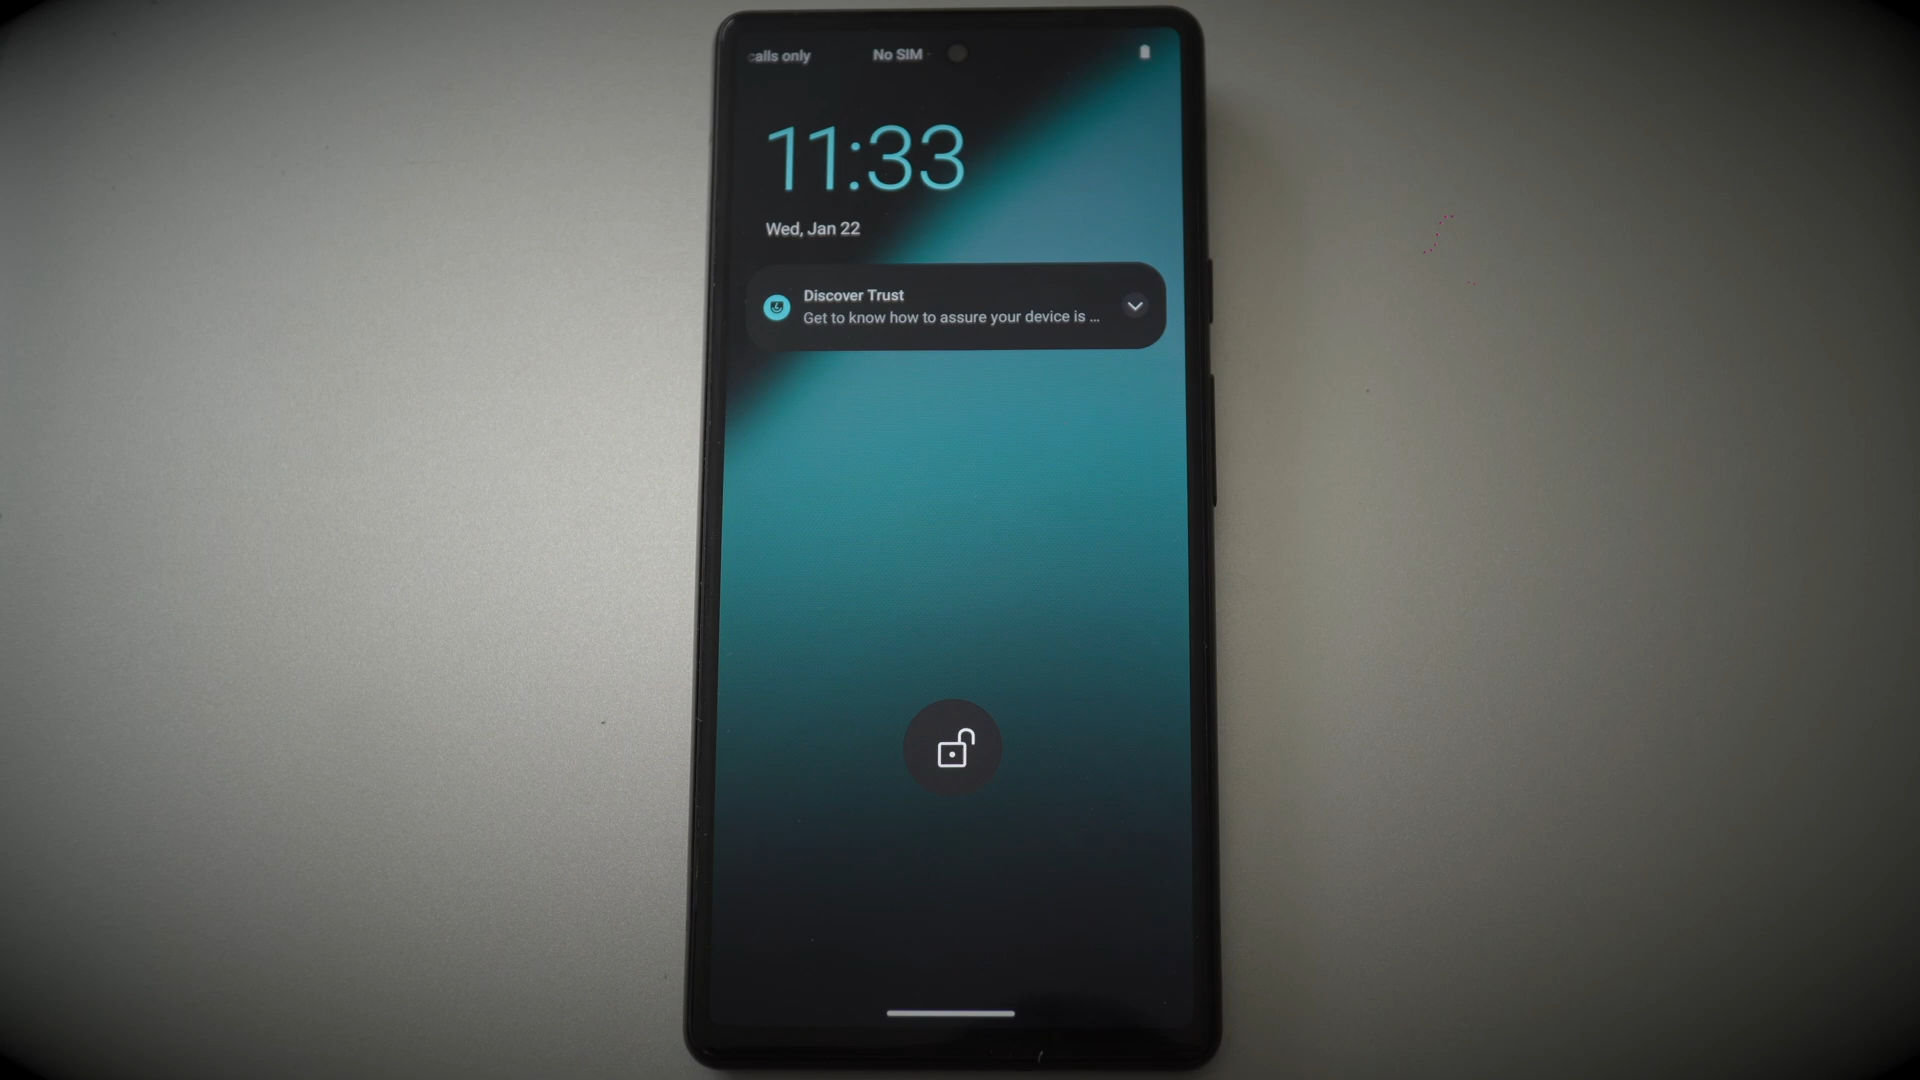 calls only No SIM
11:33
Wed, Jan 22
Discover Trust
Get to know how to assure your device is ...